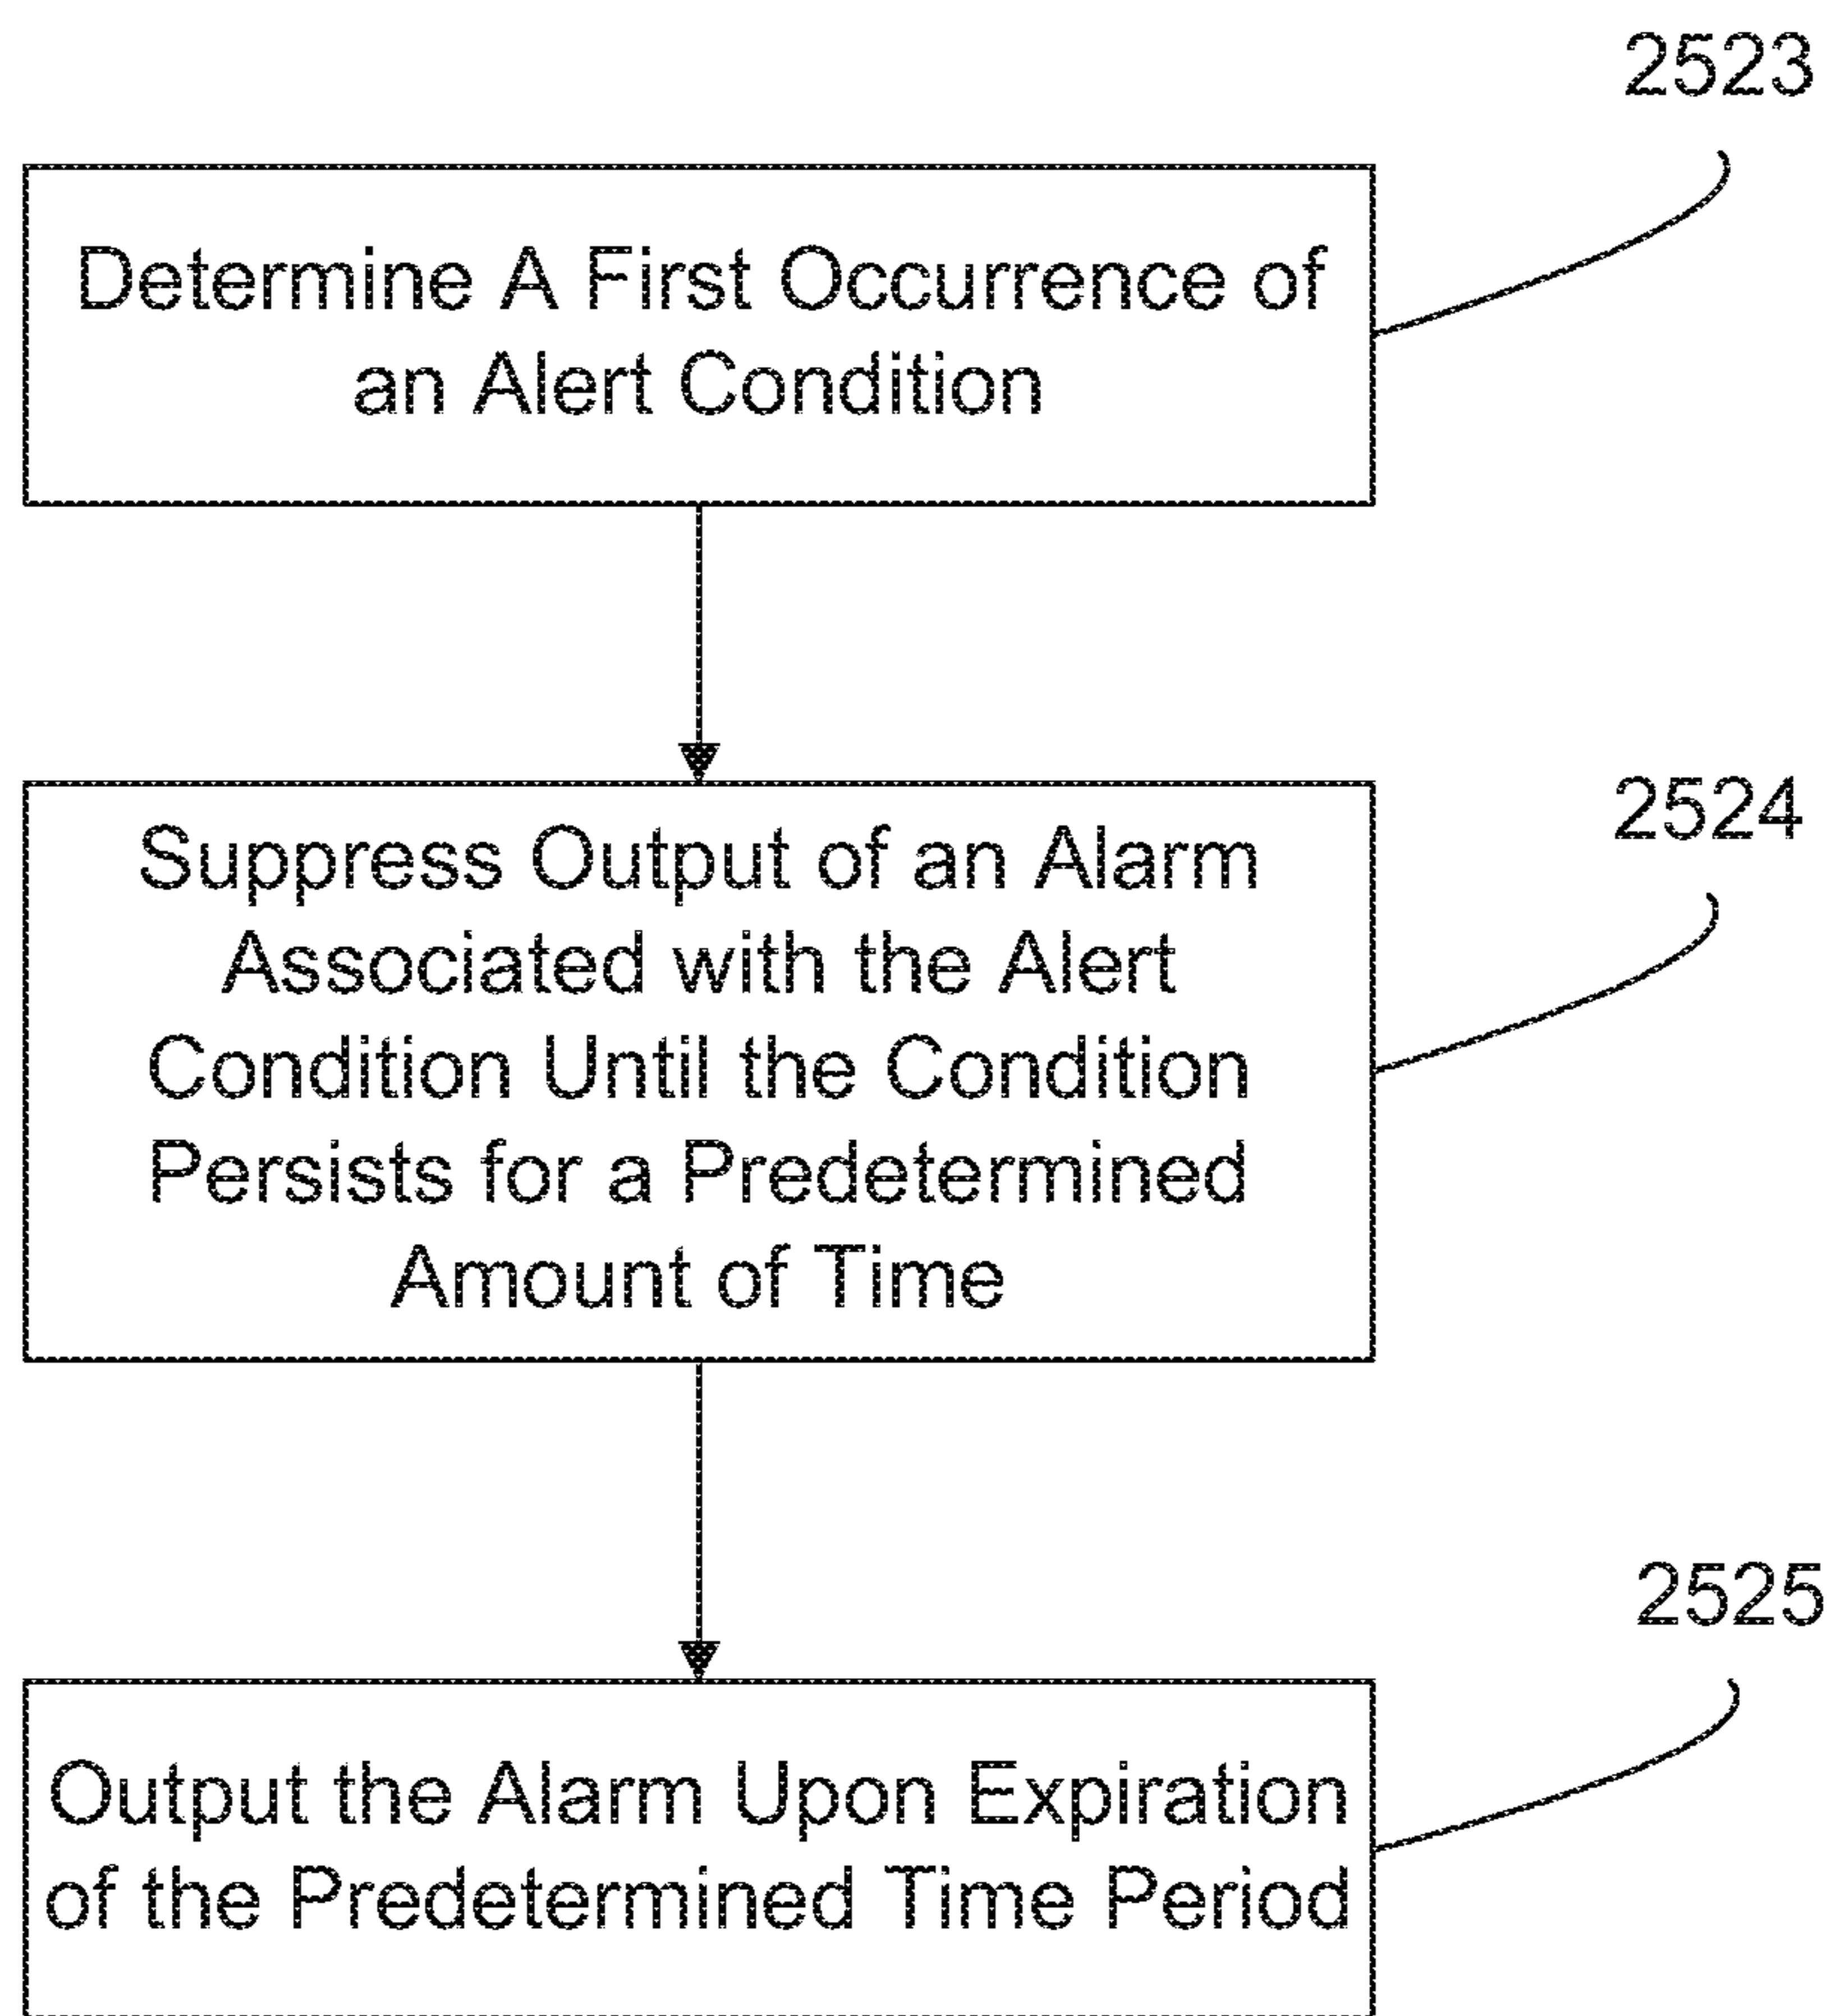 2523
Determine A First Occurrence of
an Alert Condition
2524
Suppress Output of an Alarm
Associated with the Alert
Condition Until the Condition
Persists for a Predetermined
Amount of Time
2525
Output the Alarm Upon Expiration
of the Predetermined Time Period